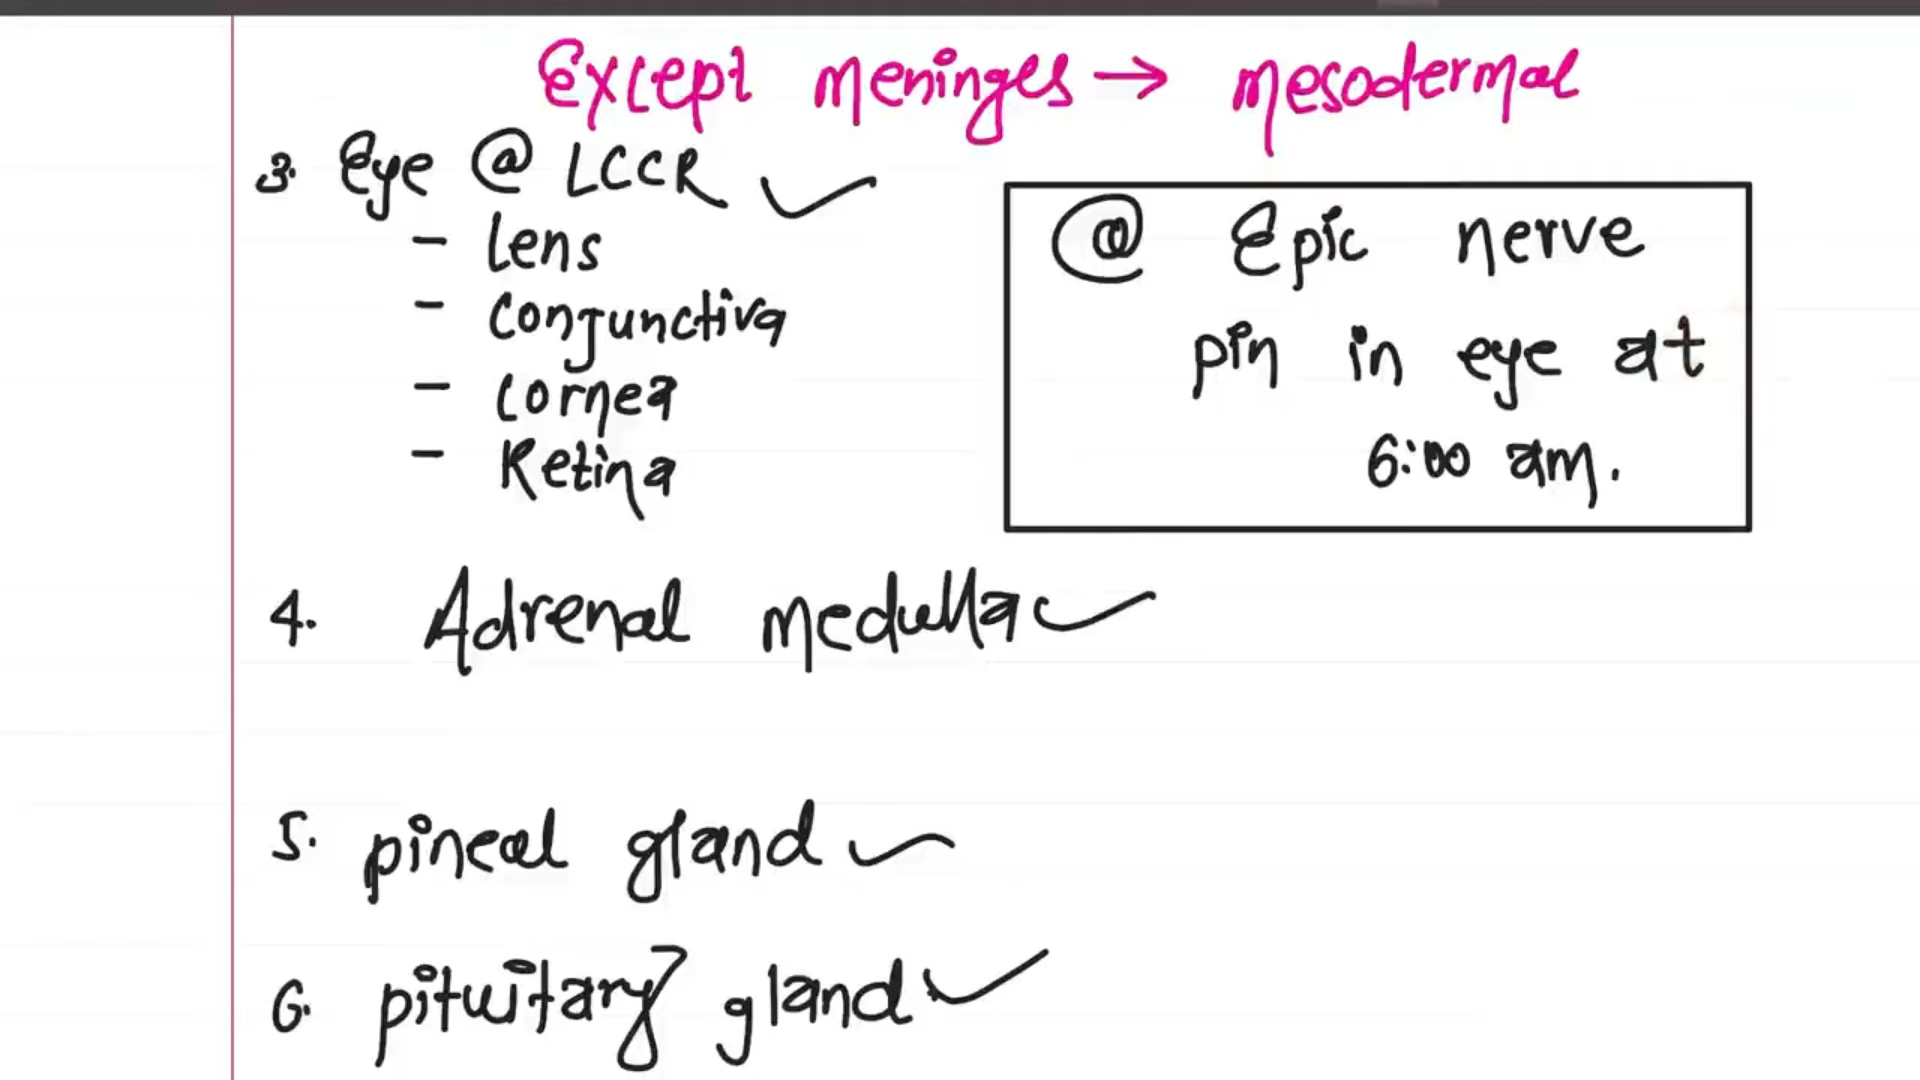 Except meninges → mesodermal
3. Eye @ LCCR ✓
- Lens
- Conjunctiva
- Cornea
- Retina
@ Epic nerve
pin in eye at
6:00 am.
4. Adrenal medulla ✓
5. pineal gland ✓
6. pituitary gland ✓